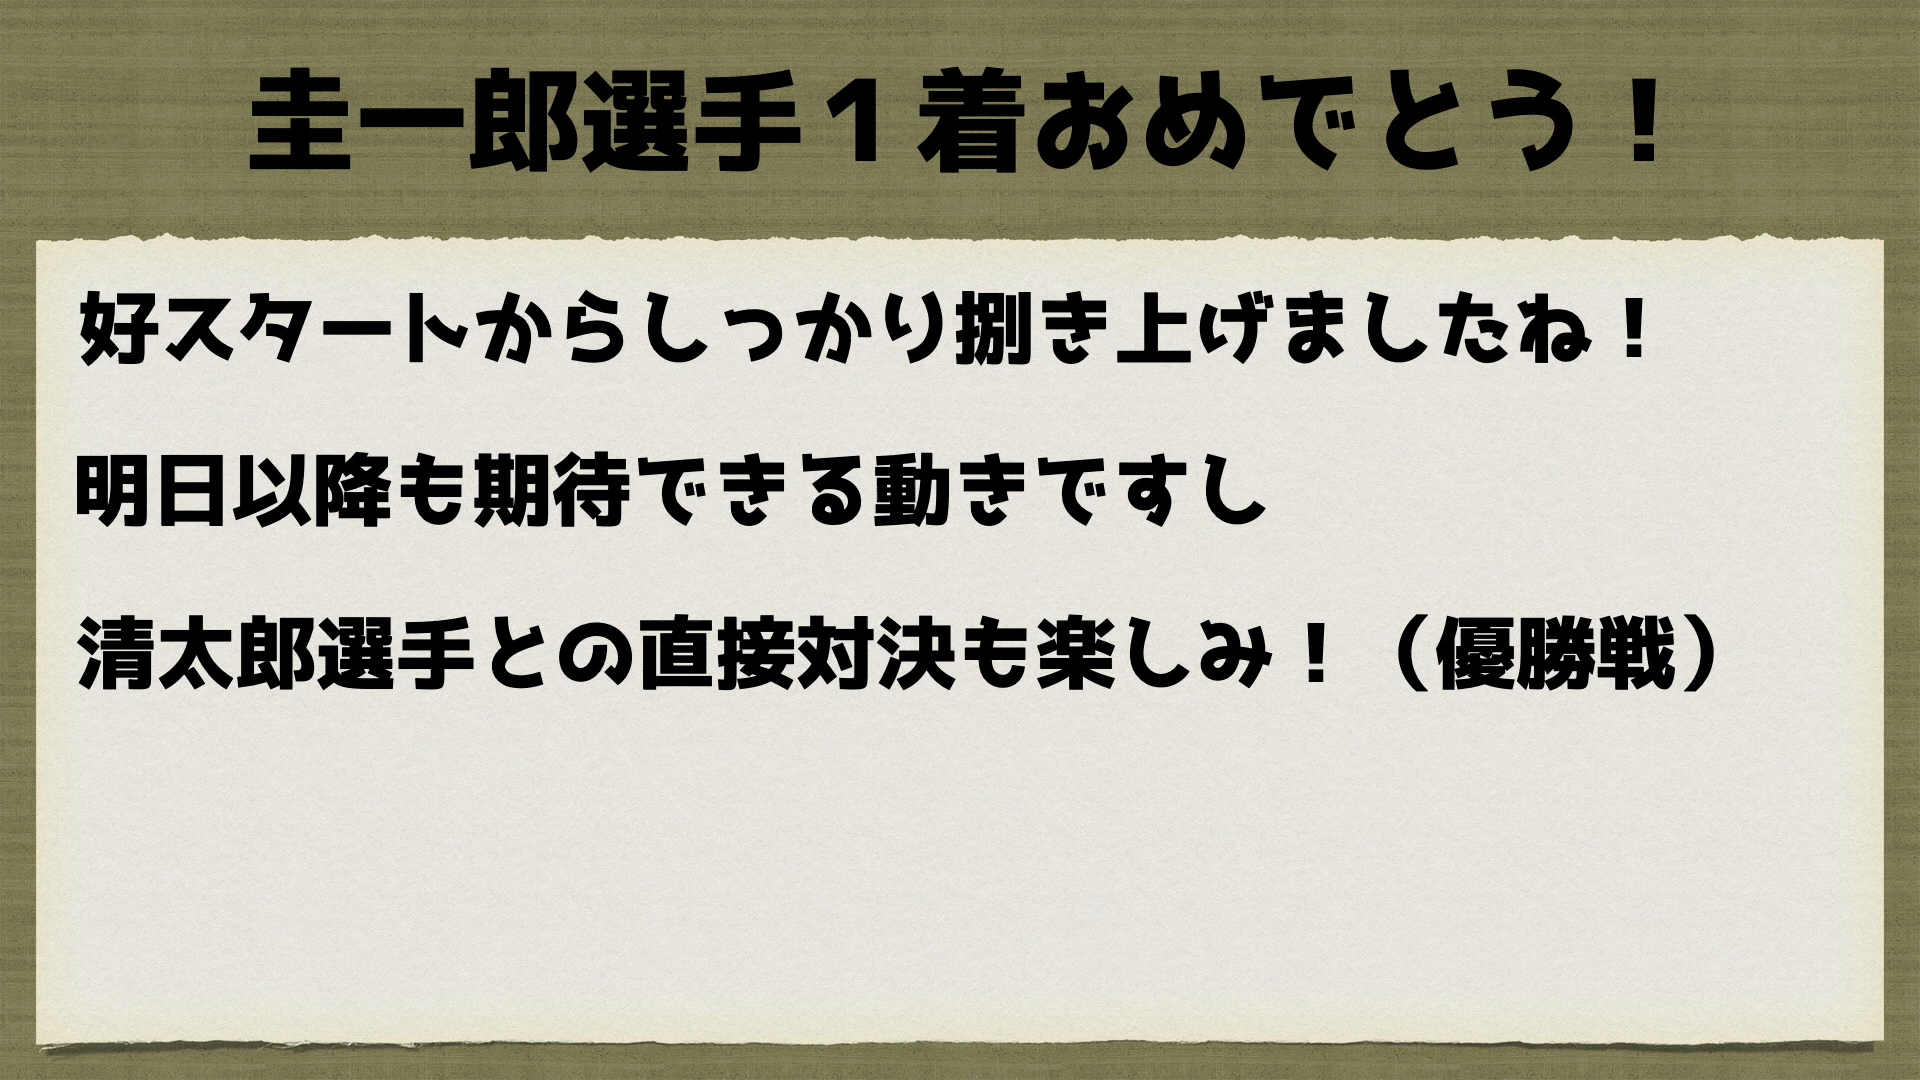 圭一郎選手１着おめでとう！
好スタートからしっかり捌き上げましたね！
明日以降も期待できる動きですし
清太郎選手との直接対決も楽しみ！（優勝戦）